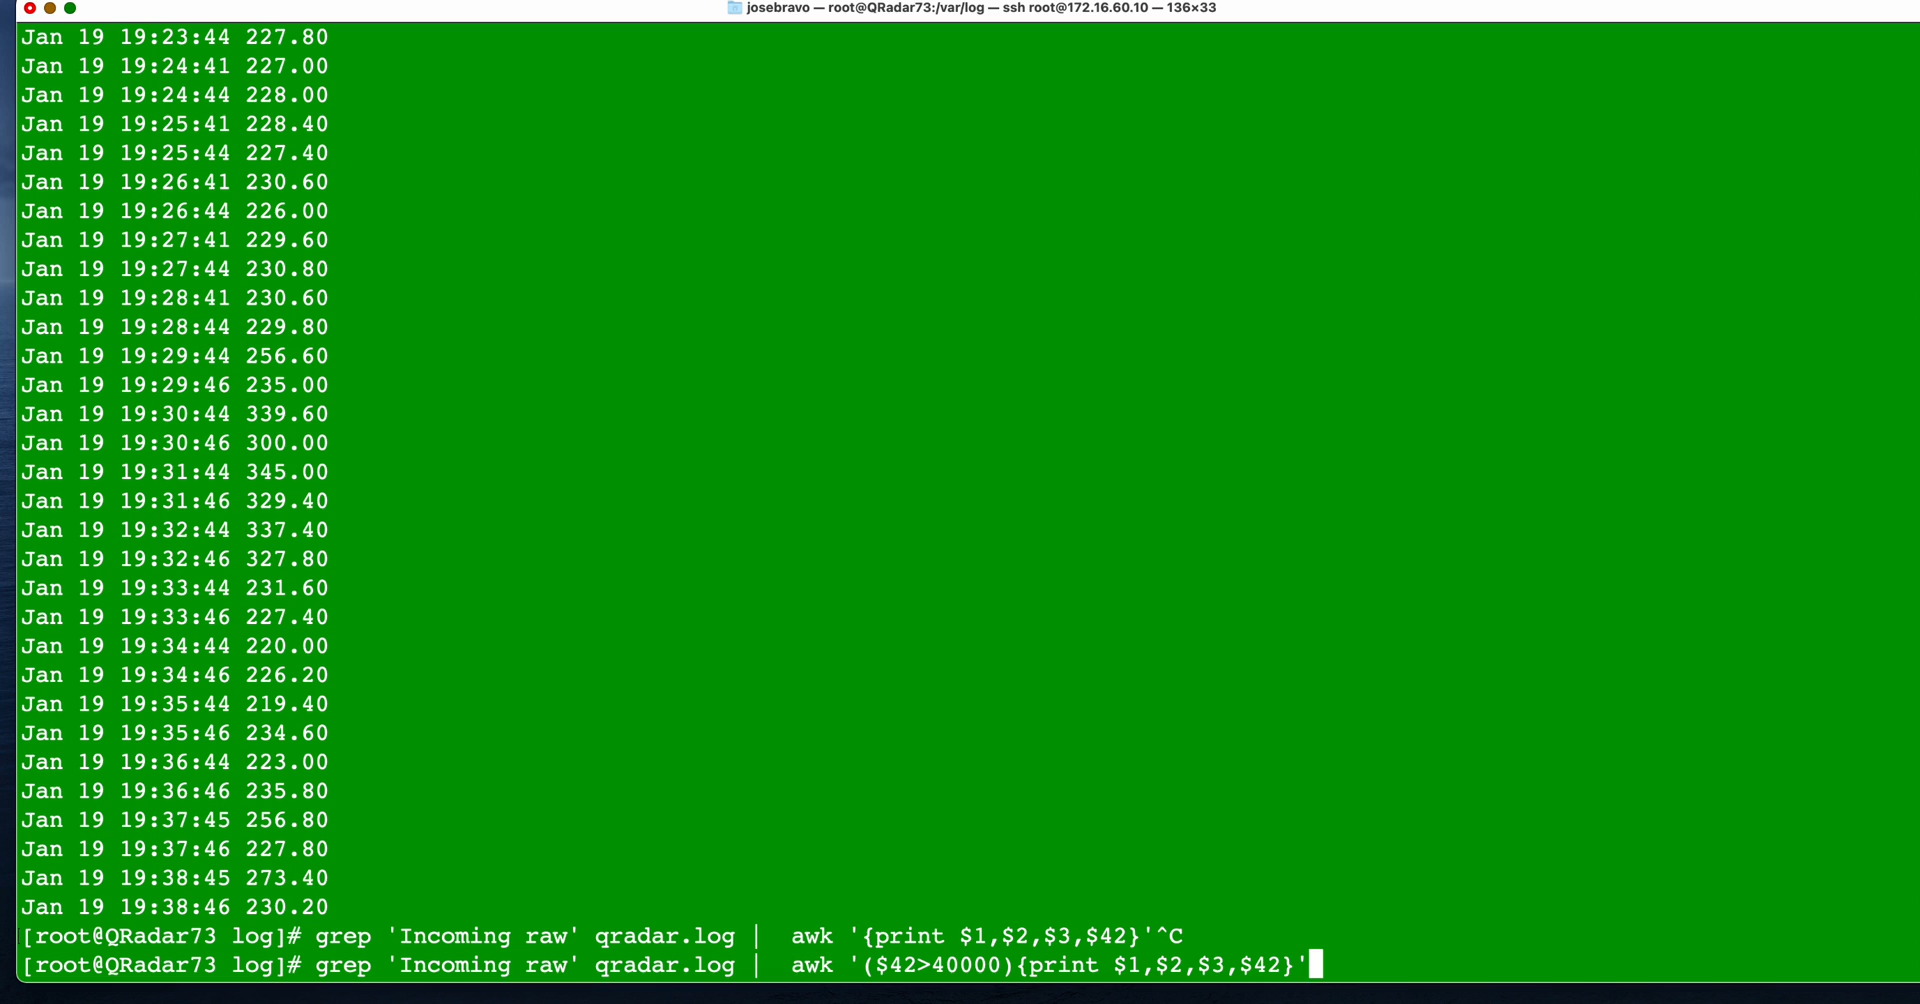 josebravo — root@QRadar73:/var/log — ssh root@172.16.60.10 — 136×33
Jan 19 19:23:44 227.80
Jan 19 19:24:41 227.00
Jan 19 19:24:44 228.00
Jan 19 19:25:41 228.40
Jan 19 19:25:44 227.40
Jan 19 19:26:41 230.60
Jan 19 19:26:44 226.00
Jan 19 19:27:41 229.60
Jan 19 19:27:44 230.80
Jan 19 19:28:41 230.60
Jan 19 19:28:44 229.80
Jan 19 19:29:44 256.60
Jan 19 19:29:46 235.00
Jan 19 19:30:44 339.60
Jan 19 19:30:46 300.00
Jan 19 19:31:44 345.00
Jan 19 19:31:46 329.40
Jan 19 19:32:44 337.40
Jan 19 19:32:46 327.80
Jan 19 19:33:44 231.60
Jan 19 19:33:46 227.40
Jan 19 19:34:44 220.00
Jan 19 19:34:46 226.20
Jan 19 19:35:44 219.40
Jan 19 19:35:46 234.60
Jan 19 19:36:44 223.00
Jan 19 19:36:46 235.80
Jan 19 19:37:45 256.80
Jan 19 19:37:46 227.80
Jan 19 19:38:45 273.40
Jan 19 19:38:46 230.20
[root@QRadar73 log]# grep 'Incoming raw' qradar.log |  awk '{print $1,$2,$3,$42}'^C
[root@QRadar73 log]# grep 'Incoming raw' qradar.log |  awk '($42>40000){print $1,$2,$3,$42}'